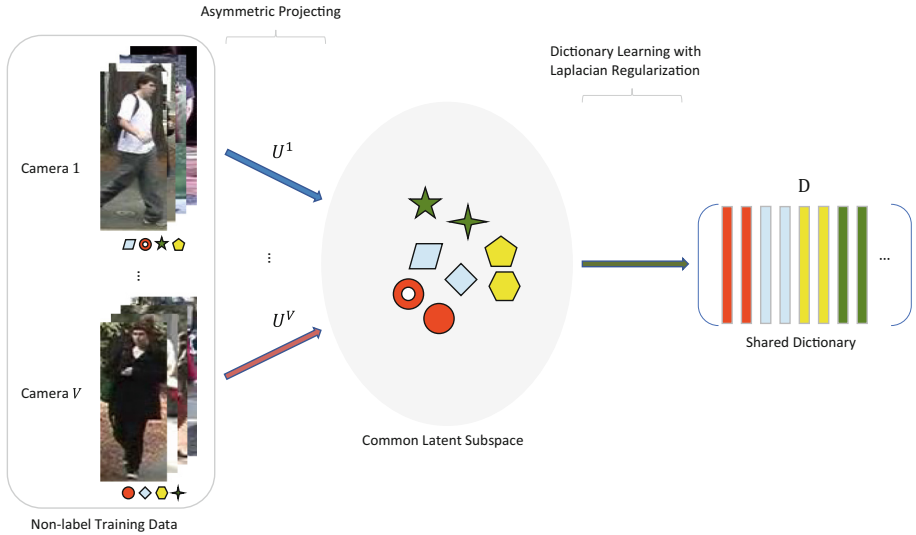 Asymmetric Projecting
Dictionary Learning with
Laplacian Regularization
Camera 1
U¹
D
...
...
...
Camera V
U^V
Shared Dictionary
Common Latent Subspace
Non-label Training Data